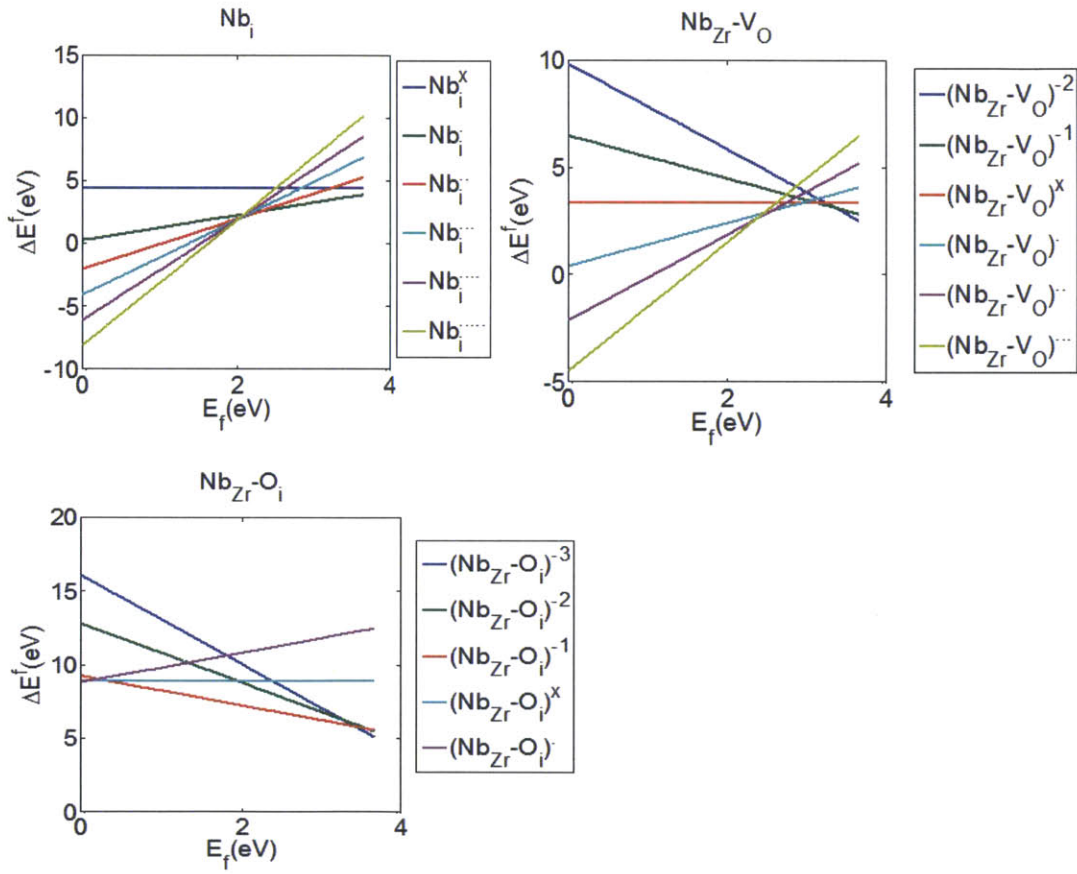 Nb_i
15
10
5
0
-5
-10
0
2
4
ΔE^f(eV)
E_f(eV)
Nb_i^X
Nb_i^·
Nb_i^··
Nb_i^···
Nb_i^····
Nb_i^·····
Nb_Zr-V_O
10
5
0
-5
0
2
4
ΔE^f(eV)
E_f(eV)
(Nb_Zr-V_O)^-2
(Nb_Zr-V_O)^-1
(Nb_Zr-V_O)^X
(Nb_Zr-V_O)^·
(Nb_Zr-V_O)^··
(Nb_Zr-V_O)^···
Nb_Zr-O_i
20
15
10
5
0
0
2
4
ΔE^f(eV)
E_f(eV)
(Nb_Zr-O_i)^-3
(Nb_Zr-O_i)^-2
(Nb_Zr-O_i)^-1
(Nb_Zr-O_i)^X
(Nb_Zr-O_i)^·